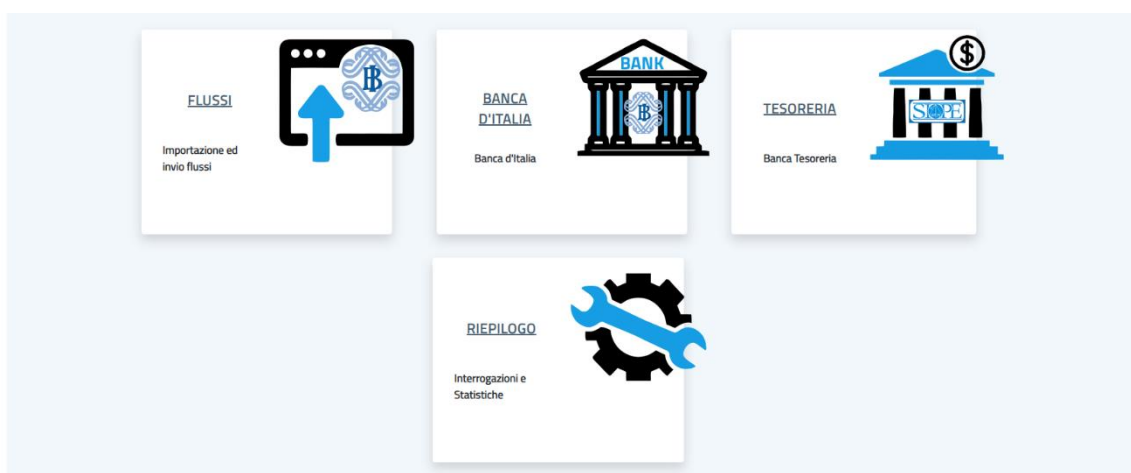 FLUSSI
Importazione ed
invio flussi
BANCA
D'ITALIA
Banca d'Italia
BANK
TESORERIA
Banca Tesoreria
$
SIOPE
RIEPILOGO
Interrogazioni e
Statistiche